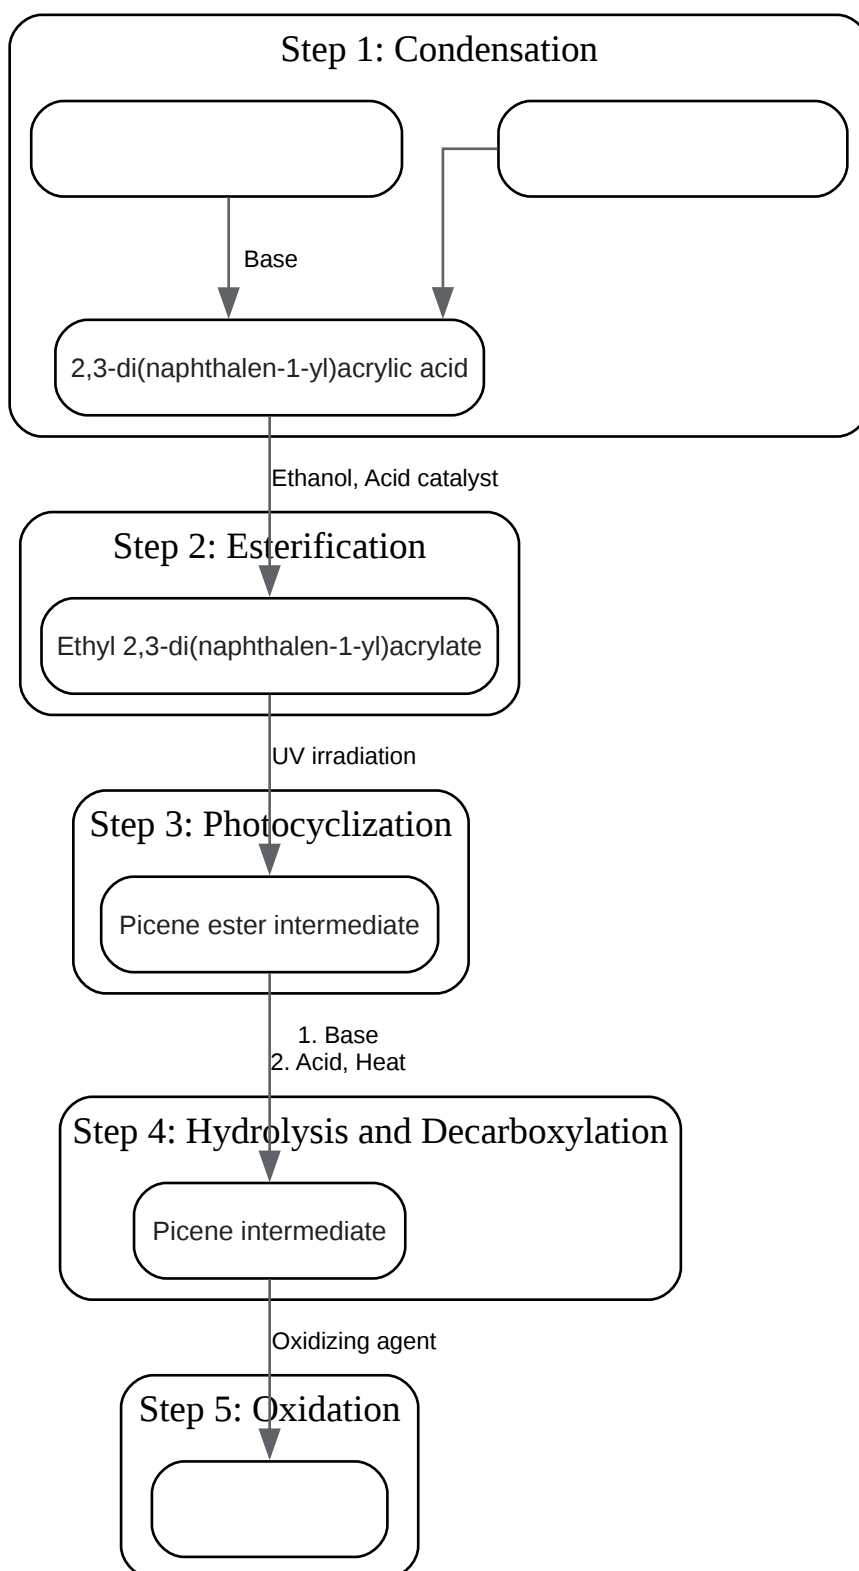 Step 1: Condensation
Base
2,3-di(naphthalen-1-yl)acrylic acid
Ethanol, Acid catalyst
Step 2: Esterification
Ethyl 2,3-di(naphthalen-1-yl)acrylate
UV irradiation
Step 3: Photocyclization
Picene ester intermediate
1. Base
2. Acid, Heat
Step 4: Hydrolysis and Decarboxylation
Picene intermediate
Oxidizing agent
Step 5: Oxidation